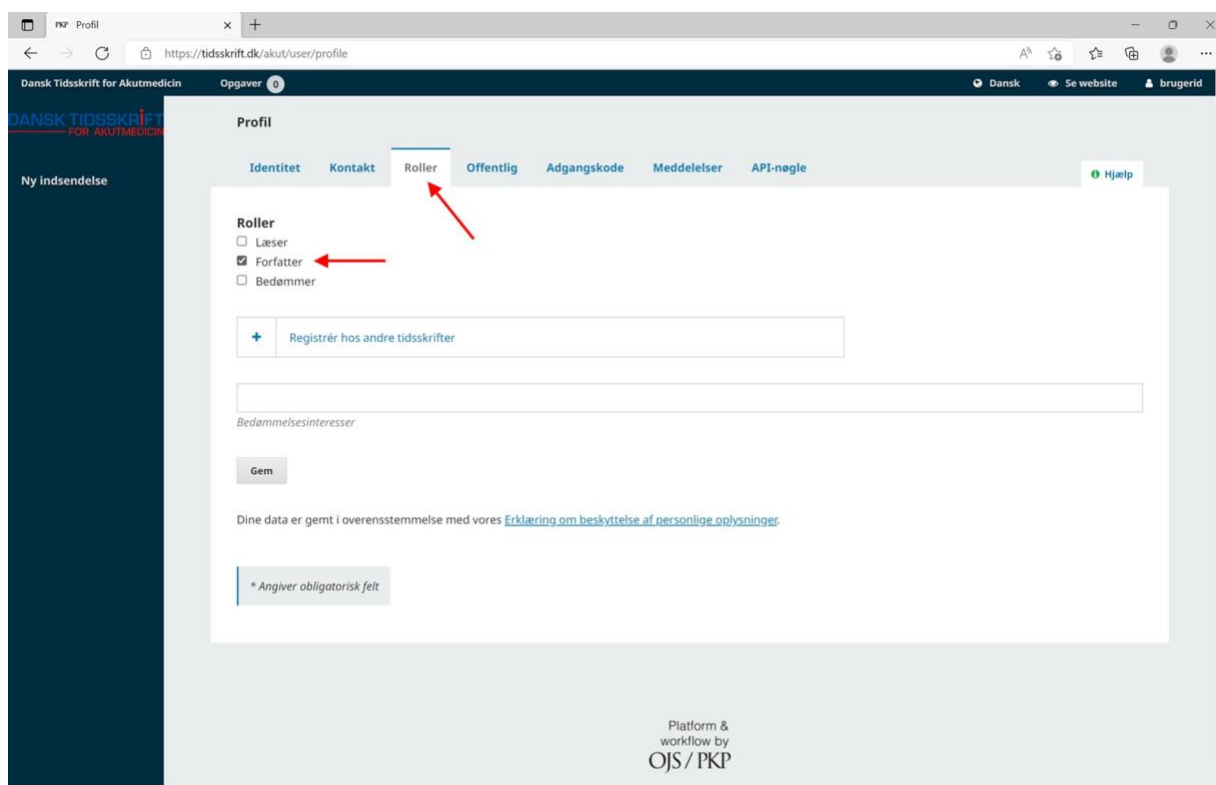 PKP Profil
https://tidsskrift.dk/akut/user/profile
Dansk Tidsskrift for Akutmedicin Opgaver 0 Dansk Se website brugerid
DANSK TIDSSKRIFT
FOR AKUTMEDICIN
Ny indsendelse
Profil
Identitet Kontakt Roller Offentlig Adgangskode Meddelelser API-nøgle
Hjælp
Roller
Læser
Forfatter
Bedømmer
+ Registrér hos andre tidsskrifter
Bedømmelsesinteresser
Gem
Dine data er gemt i overensstemmelse med vores Erklæring om beskyttelse af personlige oplysninger.
* Angiver obligatorisk felt
Platform &
workflow by
OJS / PKP